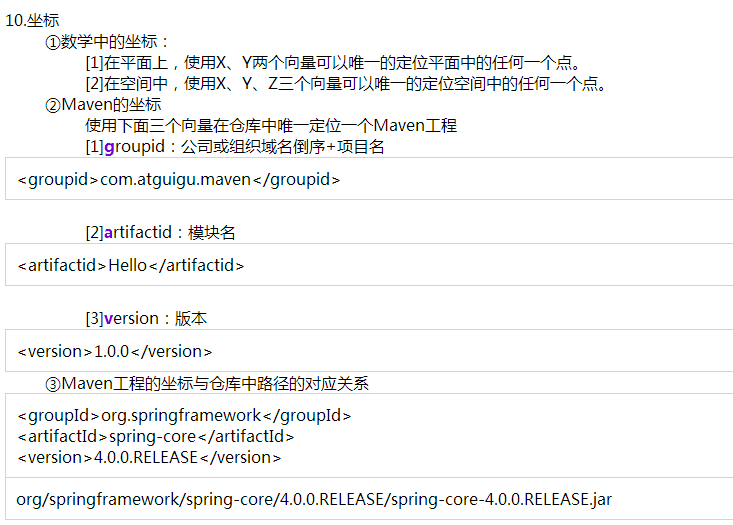 10.坐标
①数学中的坐标：
[1]在平面上，使用X、Y两个向量可以唯一的定位平面中的任何一个点。
[2]在空间中，使用X、Y、Z三个向量可以唯一的定位空间中的任何一个点。
②Maven的坐标
使用下面三个向量在仓库中唯一定位一个Maven工程
[1]groupid：公司或组织域名倒序+项目名
<groupid>com.atguigu.maven</groupid>
[2]artifactid：模块名
<artifactid>Hello</artifactid>
[3]version：版本
<version>1.0.0</version>
③Maven工程的坐标与仓库中路径的对应关系
<groupId>org.springframework</groupId>
<artifactId>spring-core</artifactId>
<version>4.0.0.RELEASE</version>
org/springframework/spring-core/4.0.0.RELEASE/spring-core-4.0.0.RELEASE.jar